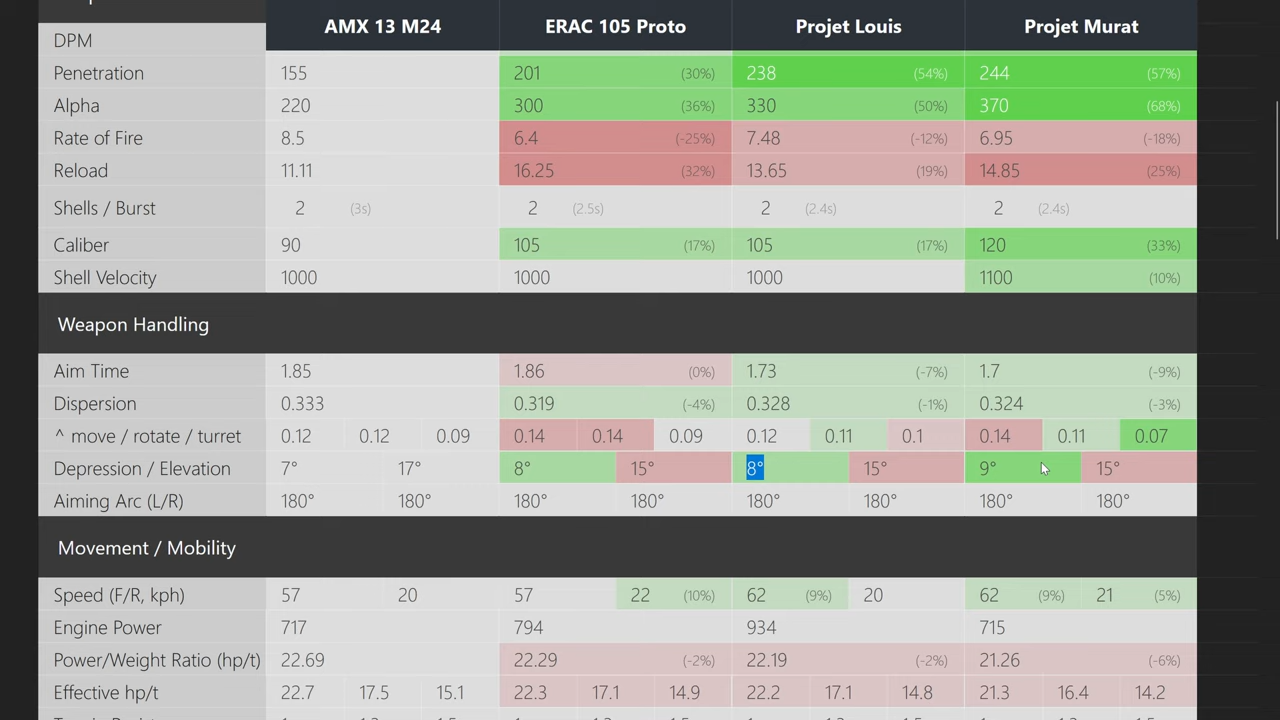 AMX 13 M24 ERAC 105 Proto Projet Louis Projet Murat
DPM
Penetration 155 201 (30%) 238 (54%) 244 (57%)
Alpha 220 300 (36%) 330 (50%) 370 (68%)
Rate of Fire 8.5 6.4 (-25%) 7.48 (-12%) 6.95 (-18%)
Reload 11.11 16.25 (32%) 13.65 (19%) 14.85 (25%)
Shells / Burst 2 (3s) 2 (2.5s) 2 (2.4s) 2 (2.4s)
Caliber 90 105 (17%) 105 (17%) 120 (33%)
Shell Velocity 1000 1000 1000 1100 (10%)
Weapon Handling
Aim Time 1.85 1.86 (0%) 1.73 (-7%) 1.7 (-9%)
Dispersion 0.333 0.319 (-4%) 0.328 (-1%) 0.324 (-3%)
^ move / rotate / turret 0.12 0.12 0.09 0.14 0.14 0.09 0.12 0.11 0.1 0.14 0.11 0.07
Depression / Elevation 7° 17° 8° 15° 8° 15° 9° 15°
Aiming Arc (L/R) 180° 180° 180° 180° 180° 180° 180° 180°
Movement / Mobility
Speed (F/R, kph) 57 20 57 22 (10%) 62 (9%) 20 62 (9%) 21 (5%)
Engine Power 717 794 934 715
Power/Weight Ratio (hp/t) 22.69 22.29 (-2%) 22.19 (-2%) 21.26 (-6%)
Effective hp/t 22.7 17.5 15.1 22.3 17.1 14.9 22.2 17.1 14.8 21.3 16.4 14.2